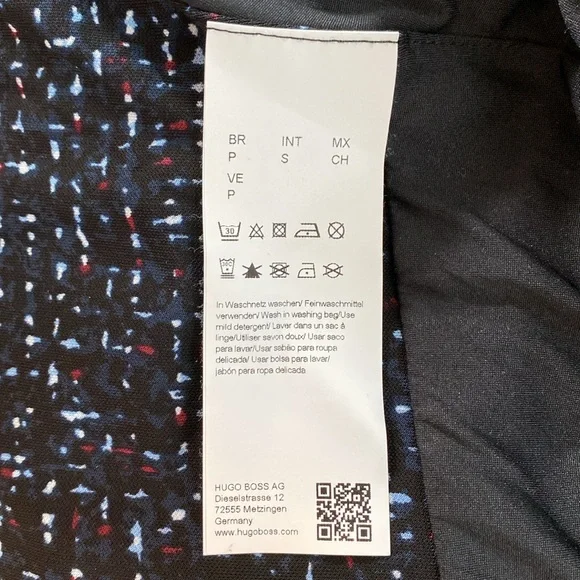 BR INT MX
P S CH
VE
P
30
30C
In Waschnetz waschen/ Feinwaschmittel
verwenden/ Wash in washing bag/Use
mild detergent/ Laver dans un sac à
linge/Utiliser savon doux/ Usar saco
para lavar/Usar sabão para roupa
delicada/ Usar bolsa para lavar/
jabón para ropa delicada.
HUGO BOSS AG
Dieselstrasse 12
72555 Metzingen
Germany
www.hugoboss.com